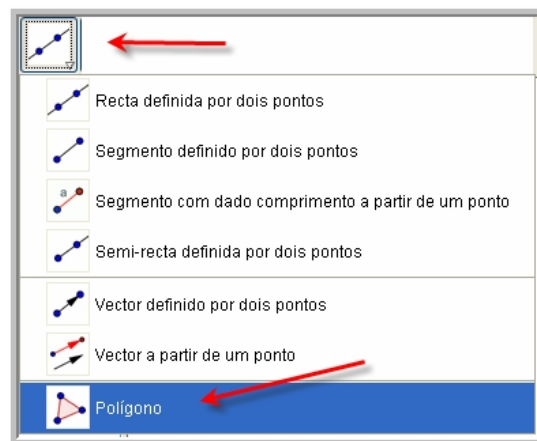 Recta definida por dois pontos
Segmento definido por dois pontos
a
Segmento com dado comprimento a partir de um ponto
Semi-recta definida por dois pontos
Vector definido por dois pontos
Vector a partir de um ponto
Polígono